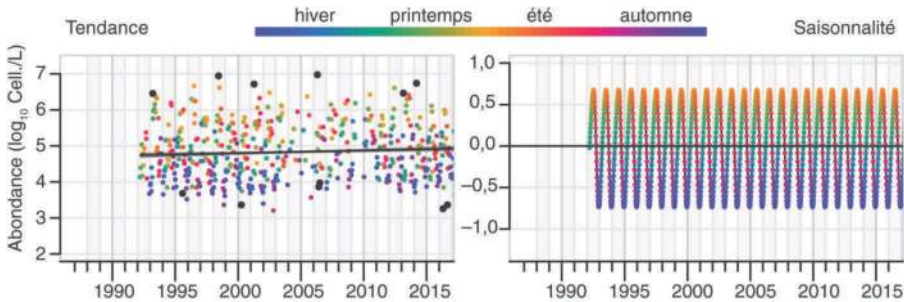 hiver printemps été automne
Tendance Saisonnalité
Abondance (log₁₀ Cell./L)
7
6
5
4
3
2
1990 1995 2000 2005 2010 2015
1,0
0,5
0,0
−0,5
−1,0
1990 1995 2000 2005 2010 2015